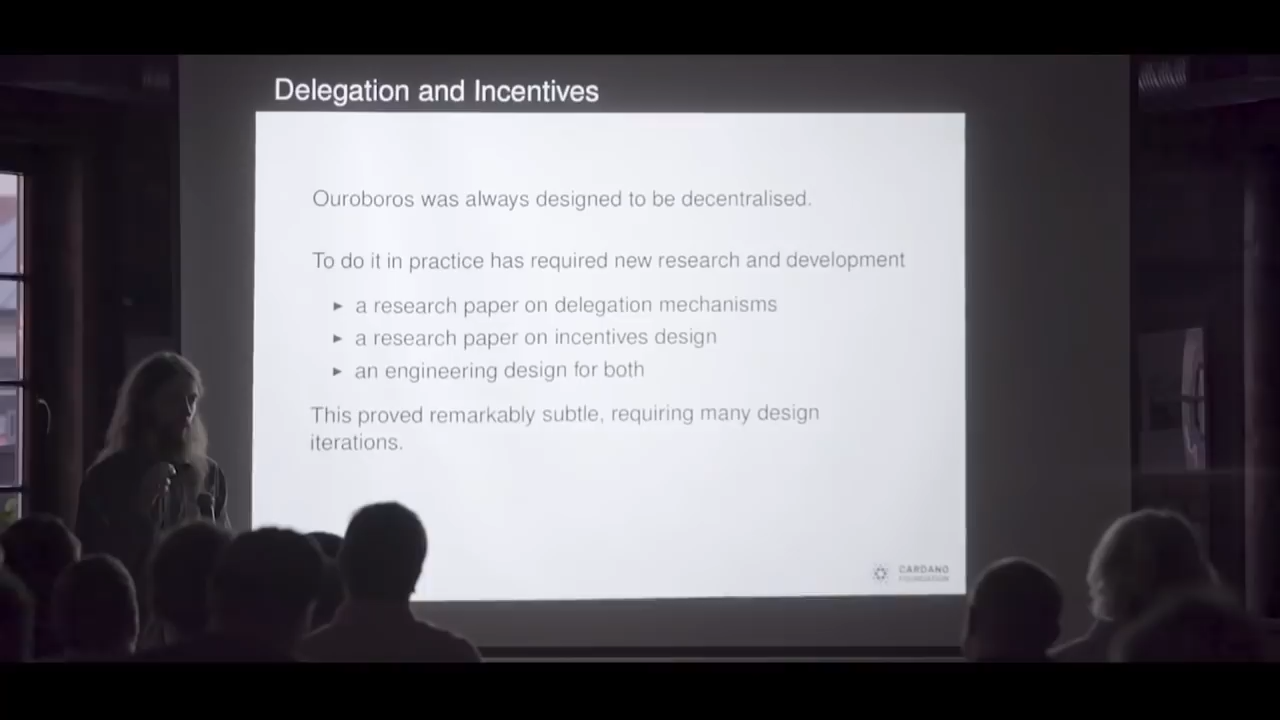 Delegation and Incentives
Ouroboros was always designed to be decentralised.
To do it in practice has required new research and development
▸ a research paper on delegation mechanisms
▸ a research paper on incentives design
▸ an engineering design for both
This proved remarkably subtle, requiring many design
iterations.
CARDANO
FOUNDATION